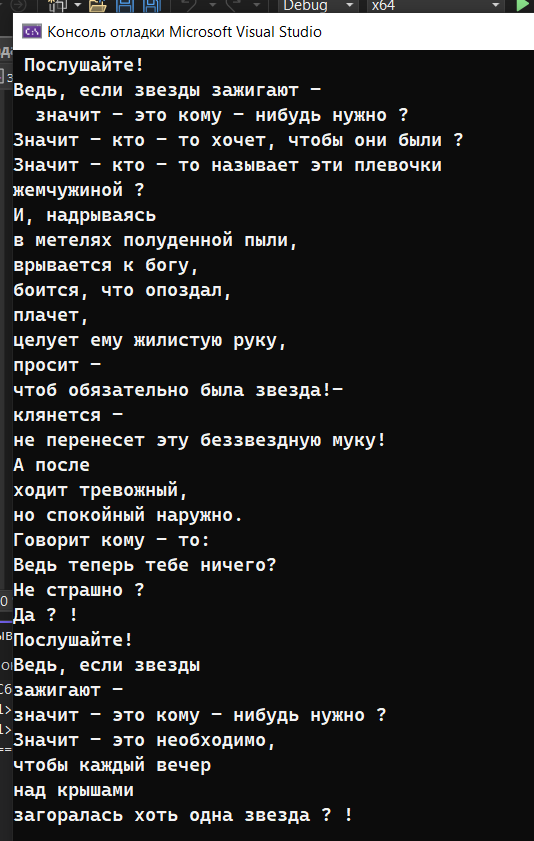 Debug
x64
Консоль отладки Microsoft Visual Studio
Послушайте!
Ведь, если звезды зажигают –
значит – это кому – нибудь нужно ?
Значит – кто – то хочет, чтобы они были ?
Значит – кто – то называет эти плевочки
жемчужиной ?
И, надрываясь
в метелях полуденной пыли,
врывается к богу,
боится, что опоздал,
плачет,
целует ему жилистую руку,
просит –
чтоб обязательно была звезда!–
клянется –
не перенесет эту беззвездную муку!
А после
ходит тревожный,
но спокойный наружно.
Говорит кому – то:
Ведь теперь тебе ничего?
Не страшно ?
Да ? !
Послушайте!
Ведь, если звезды
зажигают –
значит – это кому – нибудь нужно ?
Значит – это необходимо,
чтобы каждый вечер
над крышами
загоралась хоть одна звезда ? !